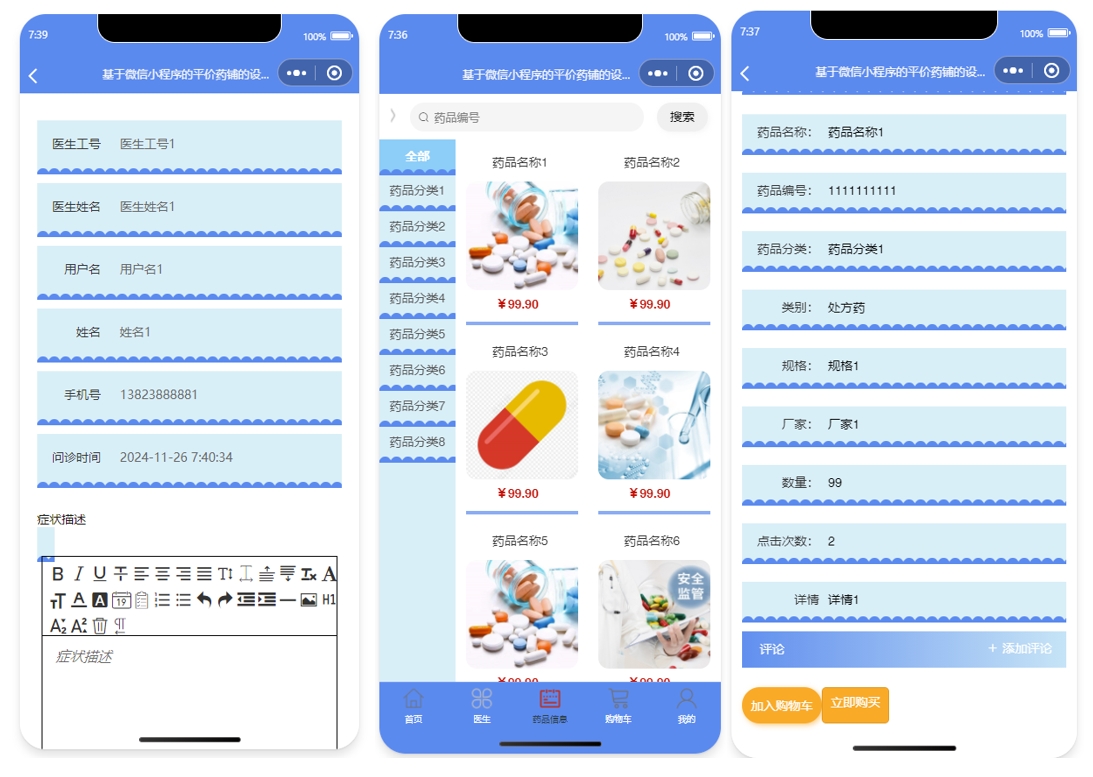 7:39
100%
基于微信小程序的平价药铺的设...
医生工号 医生工号1
医生姓名 医生姓名1
用户名 用户名1
姓名 姓名1
手机号 13823888881
问诊时间 2024-11-26 7:40:34
症状描述
B I U T T Tx A
TT A A 19 H1
A2 A2
症状描述
7:36
100%
基于微信小程序的平价药铺的设...
药品编号
搜索
全部
药品分类1
药品分类2
药品分类3
药品分类4
药品分类5
药品分类6
药品分类7
药品分类8
药品名称1 药品名称2
￥99.90 ￥99.90
药品名称3 药品名称4
￥99.90 ￥99.90
药品名称5 药品名称6
安全
监管
￥99.90 ￥99.90
首页 医生 药品信息 购物车 我的
7:37
100%
基于微信小程序的平价药铺的设...
药品名称： 药品名称1
药品编号： 1111111111
药品分类： 药品分类1
类别： 处方药
规格： 规格1
厂家： 厂家1
数量： 99
点击次数： 2
详情 详情1
评论 + 添加评论
加入购物车 立即购买